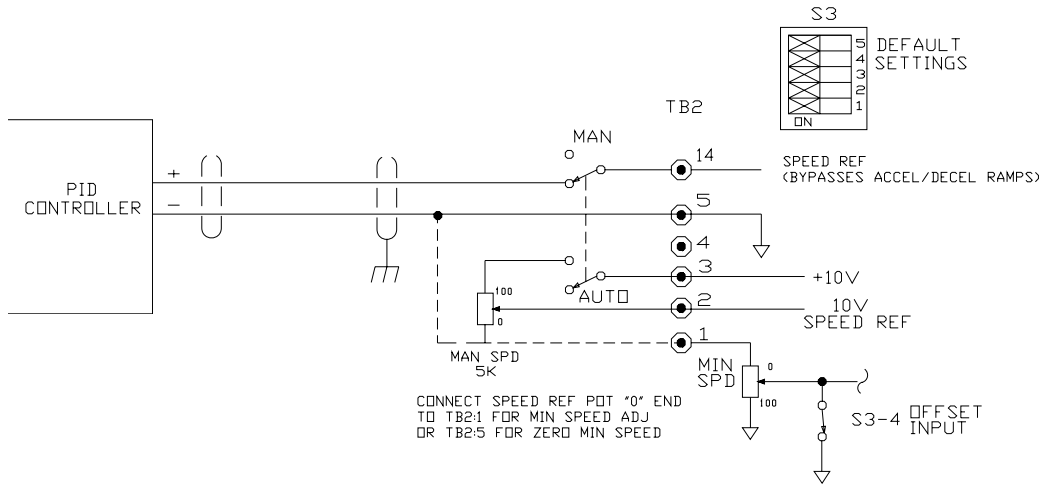 S3
5
4
3
2
1
ON
DEFAULT
SETTINGS
TB2
MAN
14
SPEED REF
(BYPASSES ACCEL/DECEL RAMPS)
+
PID
CONTROLLER
−
5
4
3
+10V
AUTO
100
2
10V
SPEED REF
0
1
MAN SPD
5K
MIN
SPD
0
100
CONNECT SPEED REF POT "0" END
TO TB2:1 FOR MIN SPEED ADJ
OR TB2:5 FOR ZERO MIN SPEED
S3-4 OFFSET
INPUT